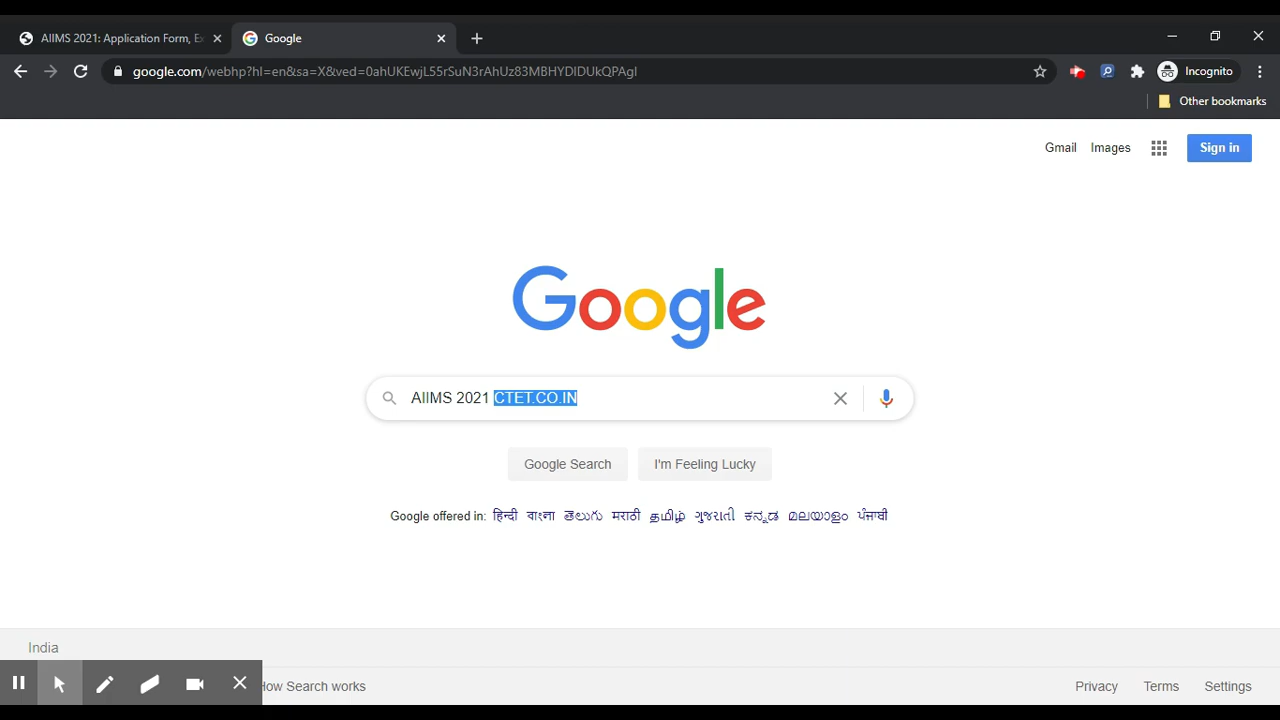 AIIMS 2021: Application Form, Ex
Google
google.com/webhp?hl=en&sa=X&ved=0ahUKEwjL55rSuN3rAhUz83MBHYDIDUkQPAgI
Incognito
Other bookmarks
Gmail Images Sign in
Google
AIIMS 2021 CTET.CO.IN
Google Search I'm Feeling Lucky
Google offered in: हिन्दी বাংলা తెలుగు मराठी தமிழ் ગુજરાતી ಕನ್ನಡ മലയാളം ਪੰਜਾਬੀ
India
How Search works Privacy Terms Settings